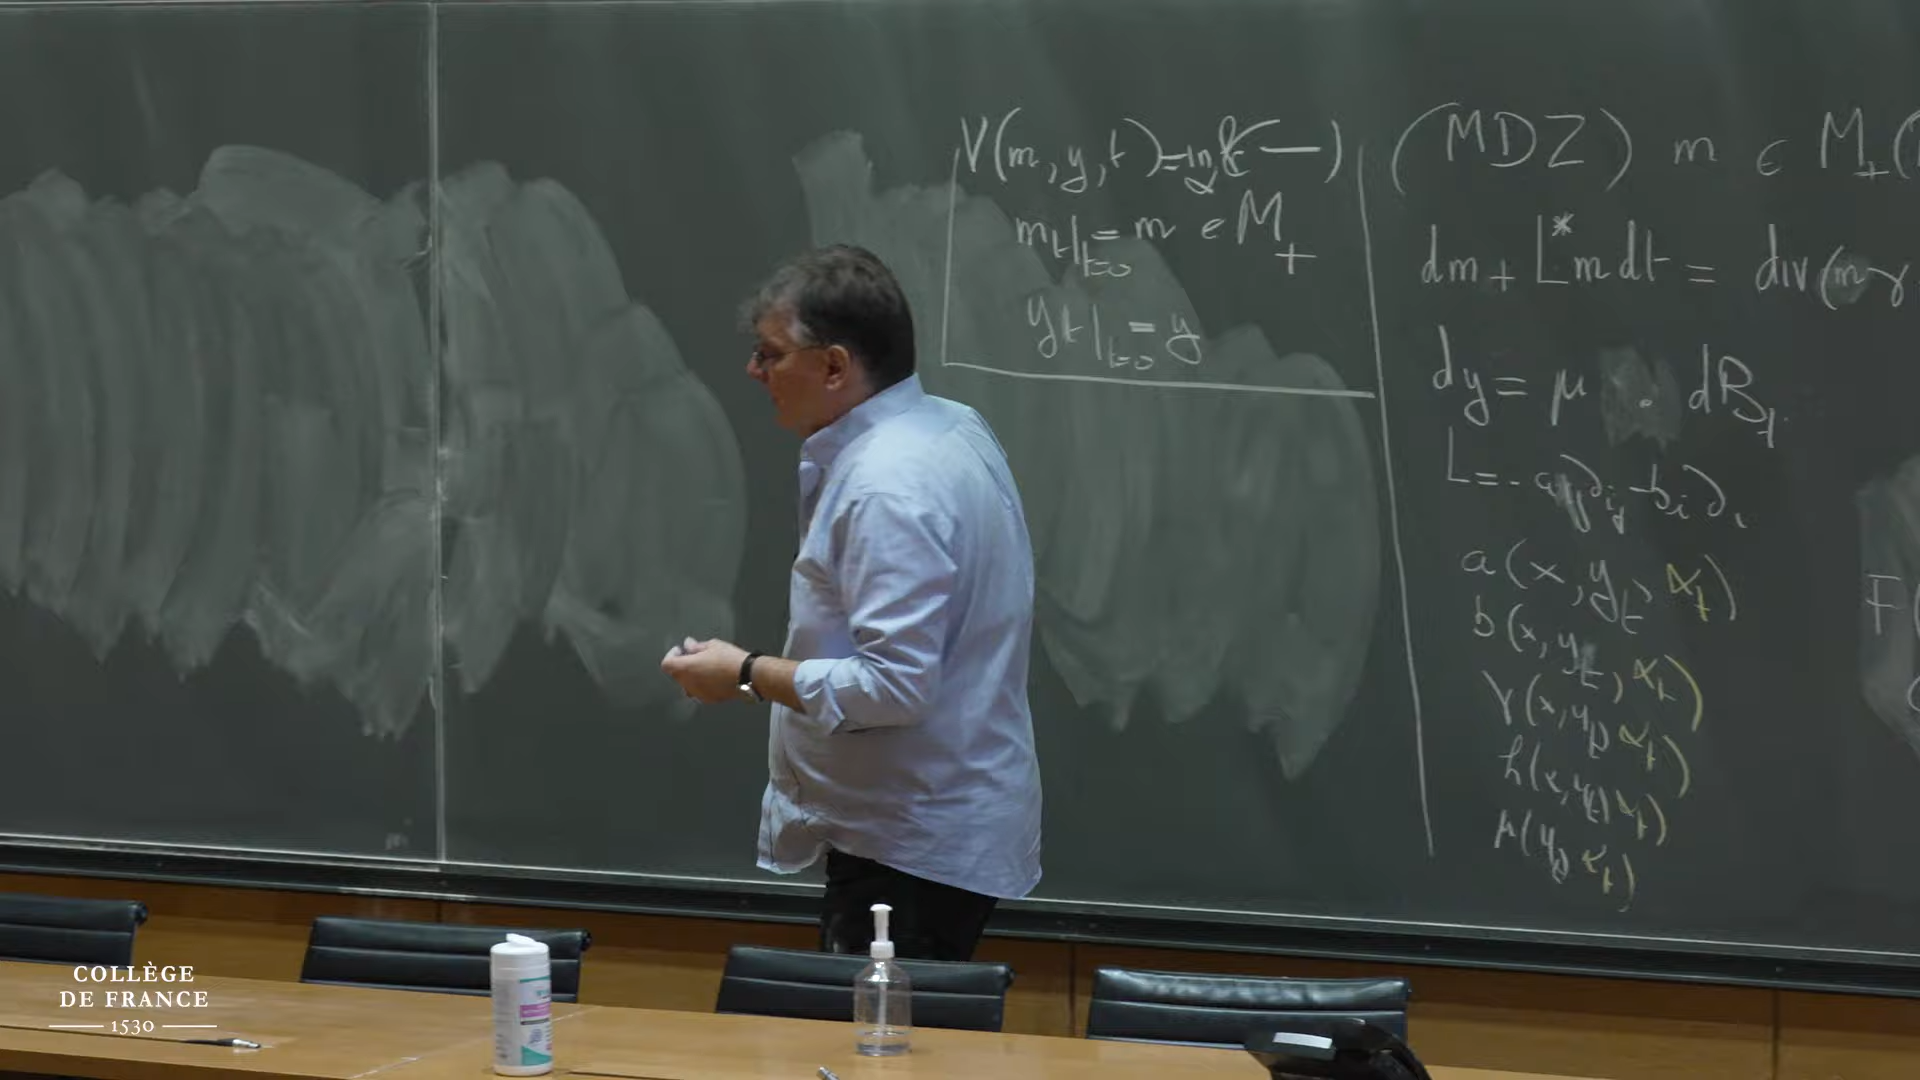 V(m, y, t) = inf E( — )
m_t|_{t=0} = m ∈ M_+
y_t|_{t=0} = y
(MDZ) m ∈ M_+(
dm + L^* m dt = div(m γ
dy = μ · dB_t
L = - a_{ij} ∂_{ij} - b_i ∂_i
a(x, y_t, α_t)
b(x, y_t, α_t)
γ(x, y_t, α_t)
h(x, y_t, α_t)
μ(y_t, α_t)
F(
COLLÈGE
DE FRANCE
1530